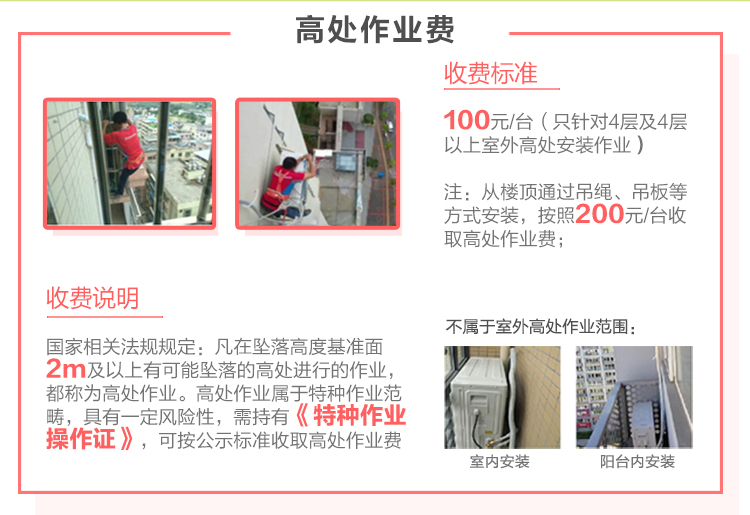 高处作业费
收费标准
100元/台（只针对4层及4层
以上室外高处安装作业）
注：从楼顶通过吊绳、吊板等
方式安装，按照200元/台收
取高处作业费；
收费说明
国家相关法规规定：凡在坠落高度基准面
2m及以上有可能坠落的高处进行的作业，
都称为高处作业。高处作业属于特种作业范
畴，具有一定风险性，需持有《特种作业
操作证》，可按公示标准收取高处作业费
不属于室外高处作业范围：
室内安装
阳台内安装